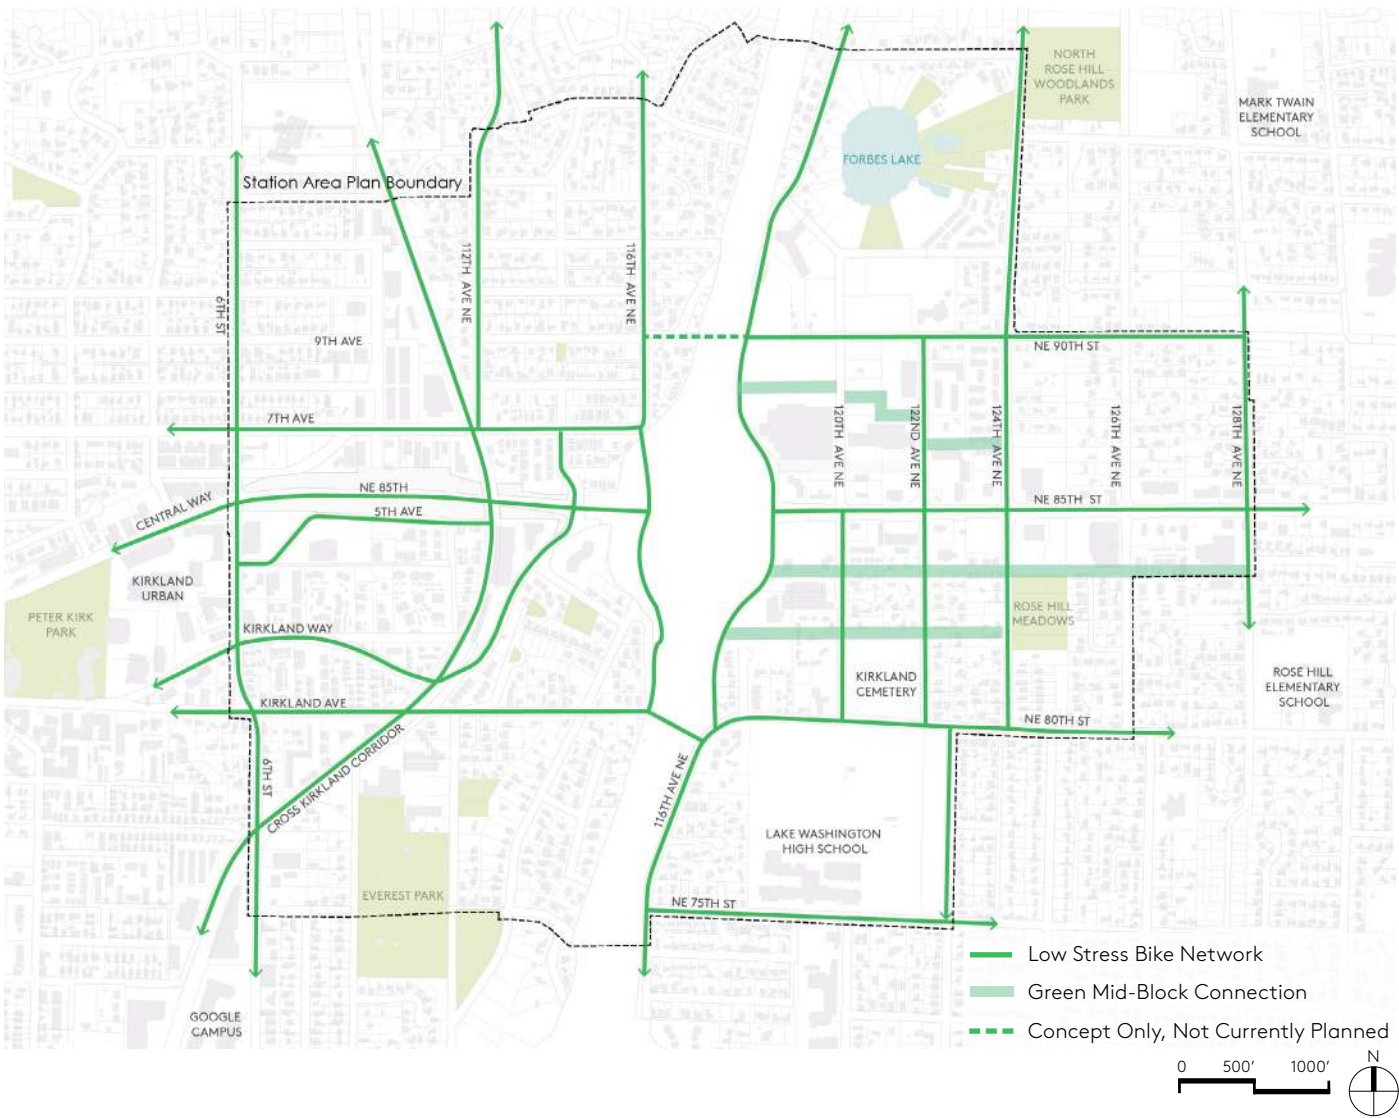 NORTH
ROSE HILL
WOODLANDS
PARK
MARK TWAIN
ELEMENTARY
SCHOOL
FORBES LAKE
Station Area Plan Boundary
6TH ST
112TH AVE NE
116TH AVE NE
9TH AVE
NE 90TH ST
7TH AVE
120TH AVE NE
122ND AVE NE
124TH AVE NE
126TH AVE NE
128TH AVE NE
CENTRAL WAY
NE 85TH
5TH AVE
NE 85TH ST
KIRKLAND
URBAN
PETER KIRK
PARK
KIRKLAND WAY
ROSE HILL
MEADOWS
KIRKLAND
CEMETERY
ROSE HILL
ELEMENTARY
SCHOOL
KIRKLAND AVE
NE 80TH ST
6TH ST
CROSS KIRKLAND CORRIDOR
116TH AVE NE
LAKE WASHINGTON
HIGH SCHOOL
EVEREST PARK
NE 75TH ST
GOOGLE
CAMPUS
Low Stress Bike Network
Green Mid-Block Connection
Concept Only, Not Currently Planned
0 500' 1000'
N